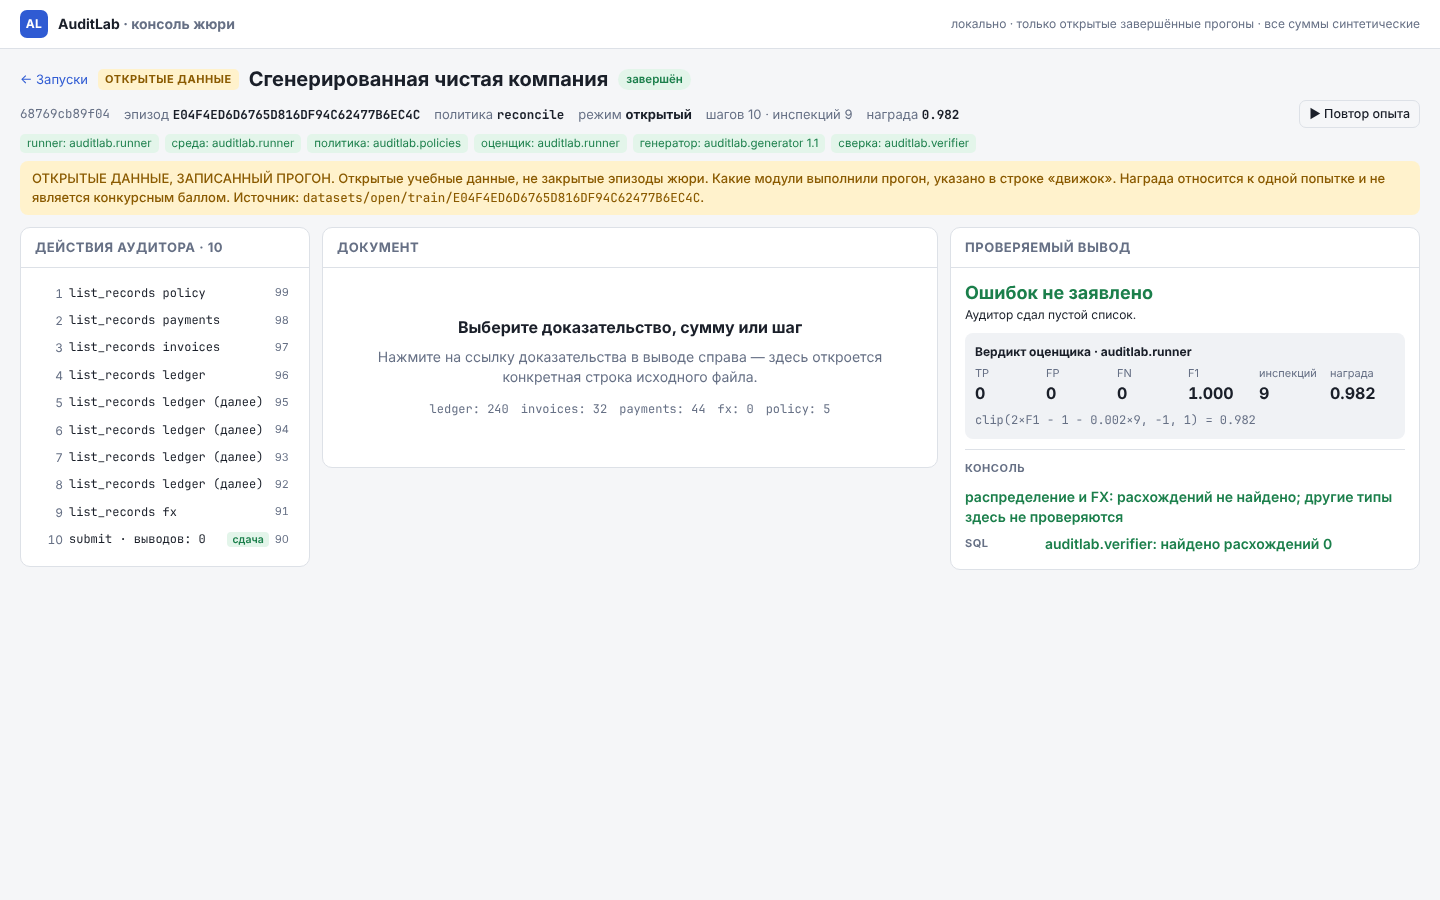 AL AuditLab · консоль жюри
локально · только открытые завершённые прогоны · все суммы синтетические
← Запуски ОТКРЫТЫЕ ДАННЫЕ Сгенерированная чистая компания завершён
68769cb89f04 эпизод E04F4ED6D6765D816DF94C62477B6EC4C политика reconcile режим открытый шагов 10 · инспекций 9 награда 0.982
▶ Повтор опыта
runner: auditlab.runner среда: auditlab.runner политика: auditlab.policies оценщик: auditlab.runner генератор: auditlab.generator 1.1 сверка: auditlab.verifier
ОТКРЫТЫЕ ДАННЫЕ, ЗАПИСАННЫЙ ПРОГОН. Открытые учебные данные, не закрытые эпизоды жюри. Какие модули выполнили прогон, указано в строке «движок». Награда относится к одной попытке и не
является конкурсным баллом. Источник: datasets/open/train/E04F4ED6D6765D816DF94C62477B6EC4C.
ДЕЙСТВИЯ АУДИТОРА · 10
1 list_records policy 99
2 list_records payments 98
3 list_records invoices 97
4 list_records ledger 96
5 list_records ledger (далее) 95
6 list_records ledger (далее) 94
7 list_records ledger (далее) 93
8 list_records ledger (далее) 92
9 list_records fx 91
10 submit · выводов: 0 сдача 90
ДОКУМЕНТ
Выберите доказательство, сумму или шаг
Нажмите на ссылку доказательства в выводе справа — здесь откроется
конкретная строка исходного файла.
ledger: 240 invoices: 32 payments: 44 fx: 0 policy: 5
ПРОВЕРЯЕМЫЙ ВЫВОД
Ошибок не заявлено
Аудитор сдал пустой список.
Вердикт оценщика · auditlab.runner
TP FP FN F1 инспекций награда
0 0 0 1.000 9 0.982
clip(2×F1 - 1 - 0.002×9, -1, 1) = 0.982
КОНСОЛЬ
распределение и FX: расхождений не найдено; другие типы
здесь не проверяются
SQL auditlab.verifier: найдено расхождений 0